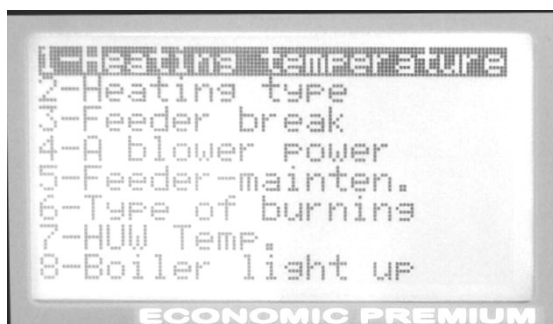 1-Heating temperature
2-Heating type
3-Feeder break
4-A blower power
5-Feeder-mainten.
6-Type of burning
7-HUW Temp.
8-Boiler light up
ECONOMIC PREMIUM